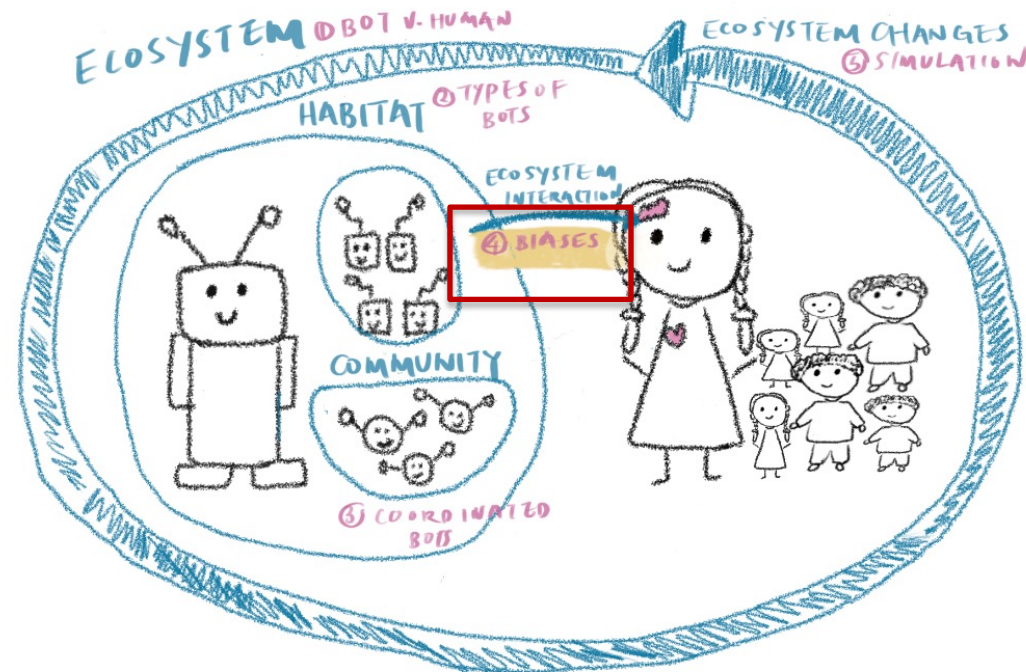 ECOSYSTEM ① BOT V. HUMAN
ECOSYSTEM CHANGES
⑤ SIMULATION
② TYPES OF
BOTS
HABITAT
ECOSYSTEM
INTERACTION
④ BIASES
COMMUNITY
③ COORDINATED
BOTS